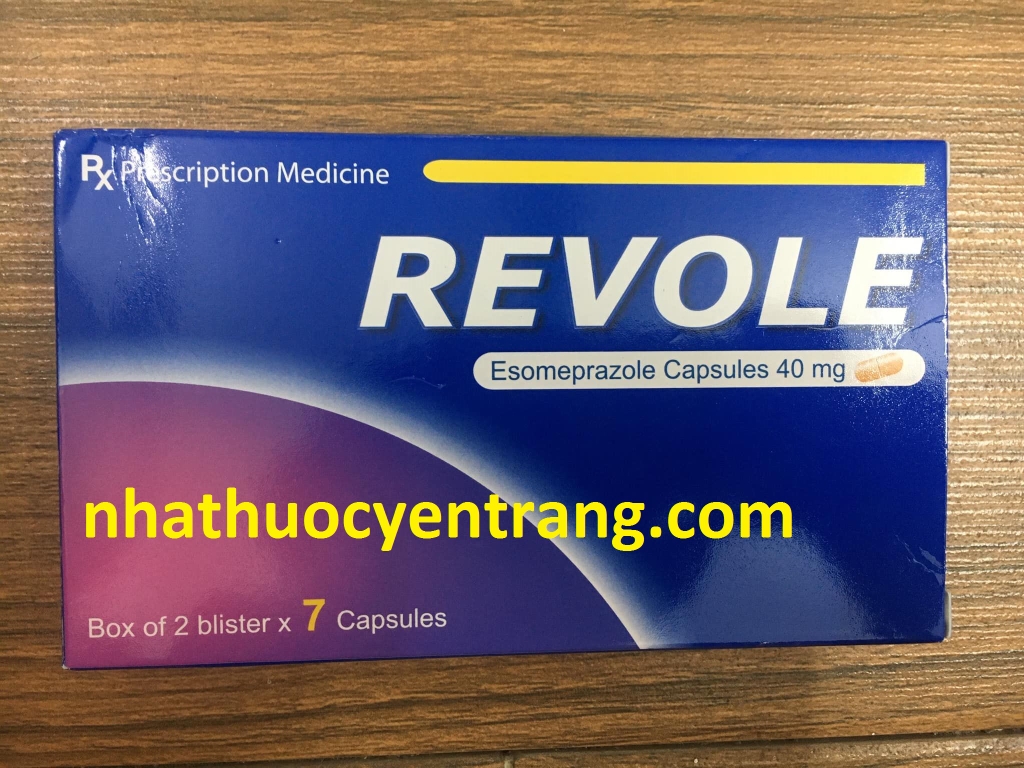 Rx Prescription Medicine
REVOLE
Esomeprazole Capsules 40 mg
nhathuocyentrang.com
Box of 2 blister x 7 Capsules